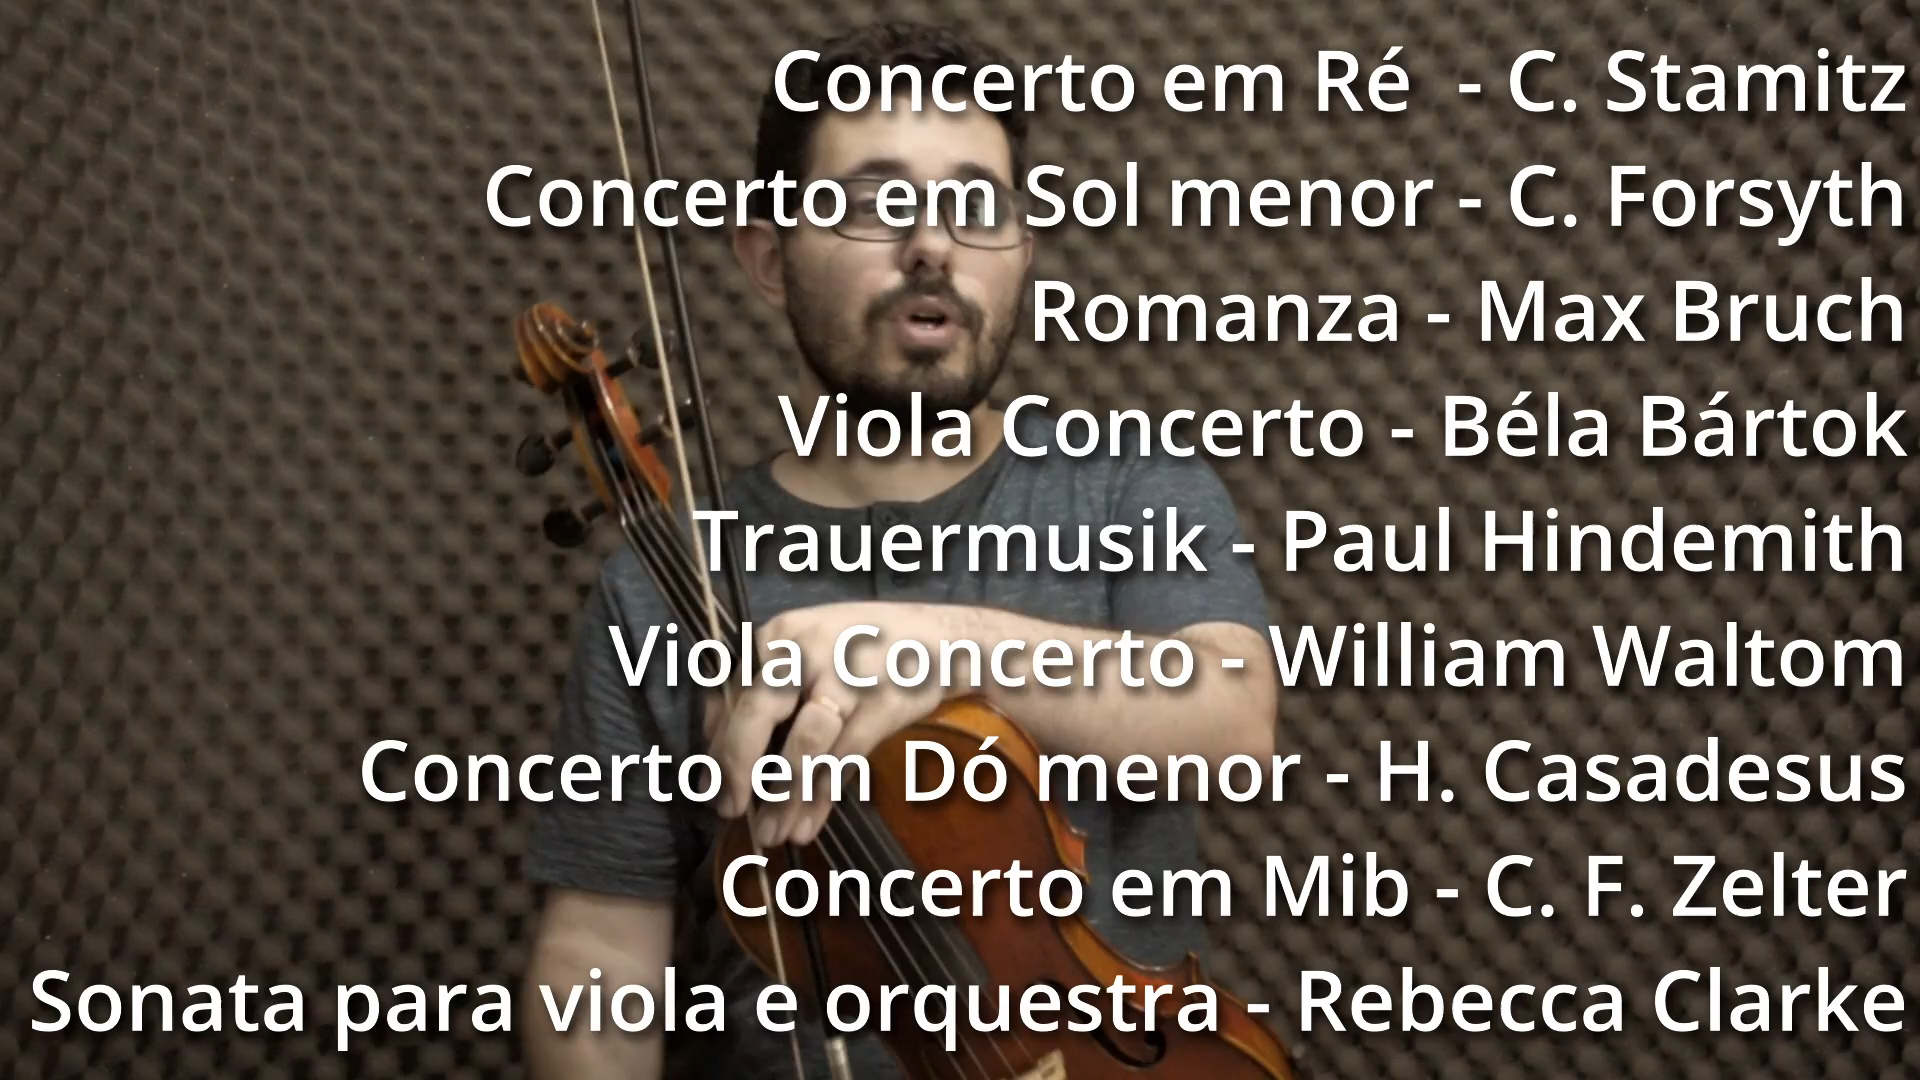 Concerto em Ré - C. Stamitz
Concerto em Sol menor - C. Forsyth
Romanza - Max Bruch
Viola Concerto - Béla Bártok
Trauermusik - Paul Hindemith
Viola Concerto - William Waltom
Concerto em Dó menor - H. Casadesus
Concerto em Mib - C. F. Zelter
Sonata para viola e orquestra - Rebecca Clarke